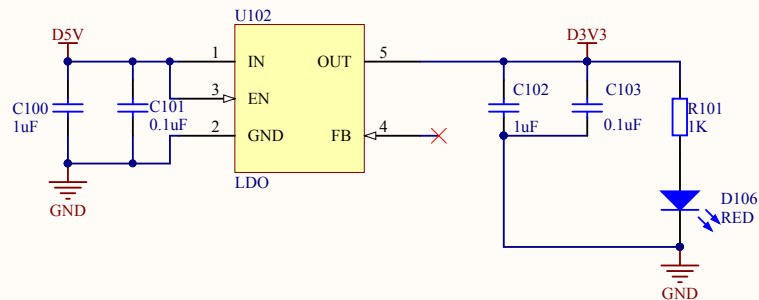 U102
D5V
D3V3
1
IN
OUT
5
3
EN
C100
1uF
C101
0.1uF
2
GND
FB
4
LDO
GND
C102
1uF
C103
0.1uF
R101
1K
D106
RED
GND